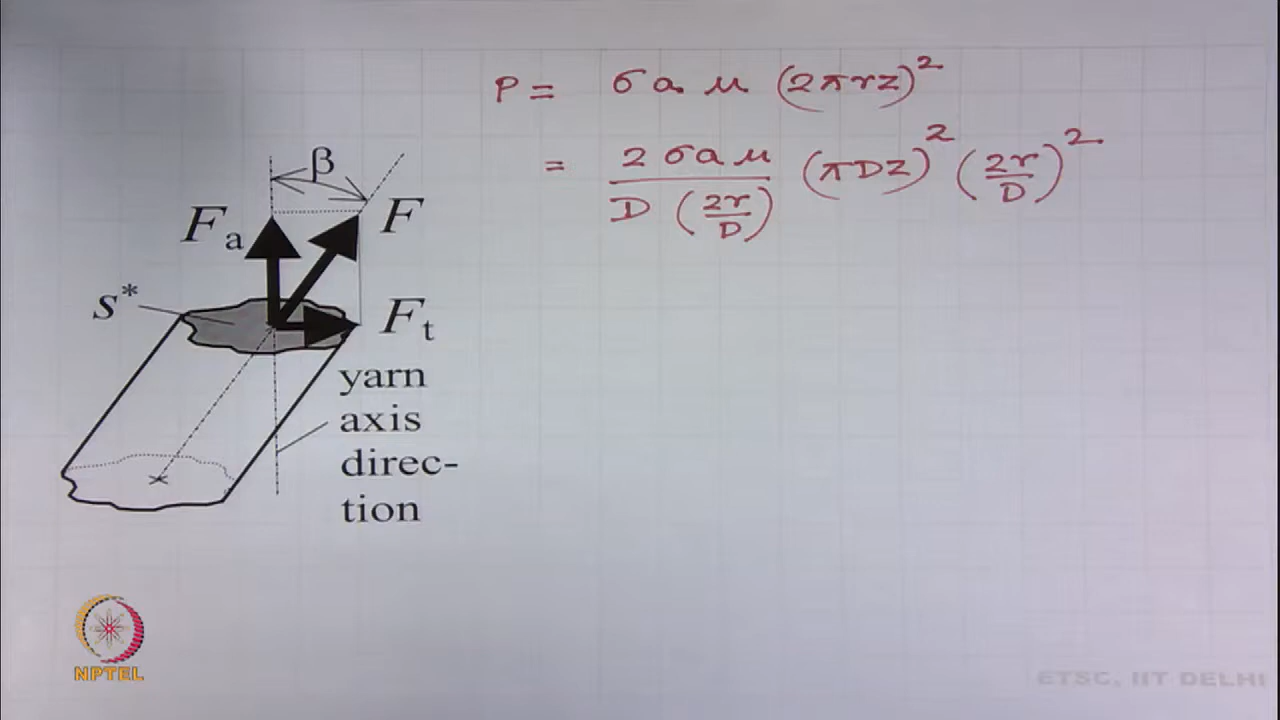 P = σ a μ (2πrz)²
= 2σaμ / D (2r/D) (πDZ)² (2r/D)²
β
Fₐ
F
s*
Fₜ
yarn
axis
direc-
tion
NPTEL
ETSC, IIT DELHI